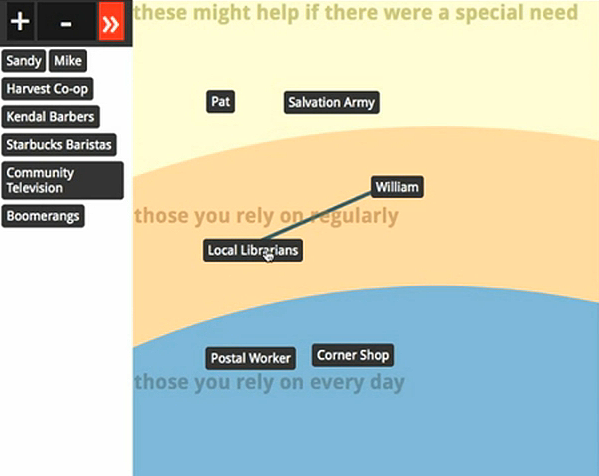 + - »
these might help if there were a special need
Sandy Mike
Harvest Co-op
Kendal Barbers
Starbucks Baristas
Community
Television
Boomerangs
Pat Salvation Army
William
those you rely on regularly
Local Librarians
Postal Worker Corner Shop
those you rely on every day